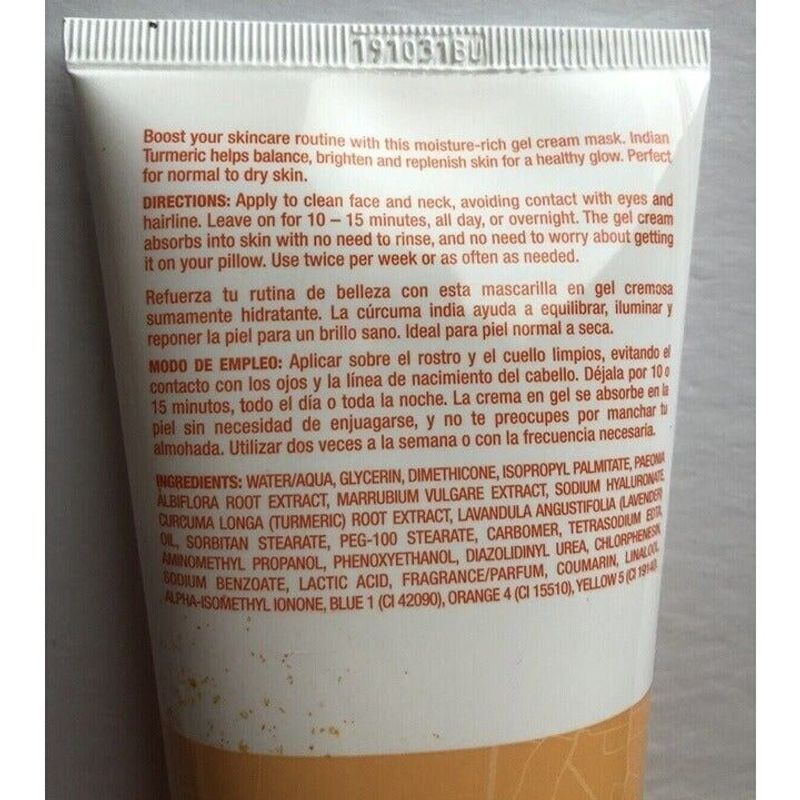 191031BU
Boost your skincare routine with this moisture-rich gel cream mask. Indian
Turmeric helps balance, brighten and replenish skin for a healthy glow. Perfect
for normal to dry skin.
DIRECTIONS: Apply to clean face and neck, avoiding contact with eyes and
hairline. Leave on for 10 – 15 minutes, all day, or overnight. The gel cream
absorbs into skin with no need to rinse, and no need to worry about getting
it on your pillow. Use twice per week or as often as needed.
Refuerza tu rutina de belleza con esta mascarilla en gel cremosa
sumamente hidratante. La cúrcuma india ayuda a equilibrar, iluminar y
reponer la piel para un brillo sano. Ideal para piel normal a seca.
MODO DE EMPLEO: Aplicar sobre el rostro y el cuello limpios, evitando el
contacto con los ojos y la línea de nacimiento del cabello. Déjala por 10 o
15 minutos, todo el día o toda la noche. La crema en gel se absorbe en la
piel sin necesidad de enjuagarse, y no te preocupes por manchar tu
almohada. Utilizar dos veces a la semana o con la frecuencia necesaria.
INGREDIENTS: WATER/AQUA, GLYCERIN, DIMETHICONE, ISOPROPYL PALMITATE, PAEONIA
ALBIFLORA ROOT EXTRACT, MARRUBIUM VULGARE EXTRACT, SODIUM HYALURONATE,
CURCUMA LONGA (TURMERIC) ROOT EXTRACT, LAVANDULA ANGUSTIFOLIA (LAVENDER)
OIL, SORBITAN STEARATE, PEG-100 STEARATE, CARBOMER, TETRASODIUM EDTA,
AMINOMETHYL PROPANOL, PHENOXYETHANOL, DIAZOLIDINYL UREA, CHLORPHENESIN,
SODIUM BENZOATE, LACTIC ACID, FRAGRANCE/PARFUM, COUMARIN, LINALOOL,
ALPHA-ISOMETHYL IONONE, BLUE 1 (CI 42090), ORANGE 4 (CI 15510), YELLOW 5 (CI 19140)